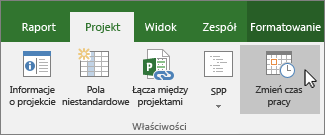 Raport Projekt Widok Zespół Formatowanie
Informacje
o projekcie
Pola
niestandardowe
Łącza między
projektami
SPP
Zmień czas
pracy
Właściwości